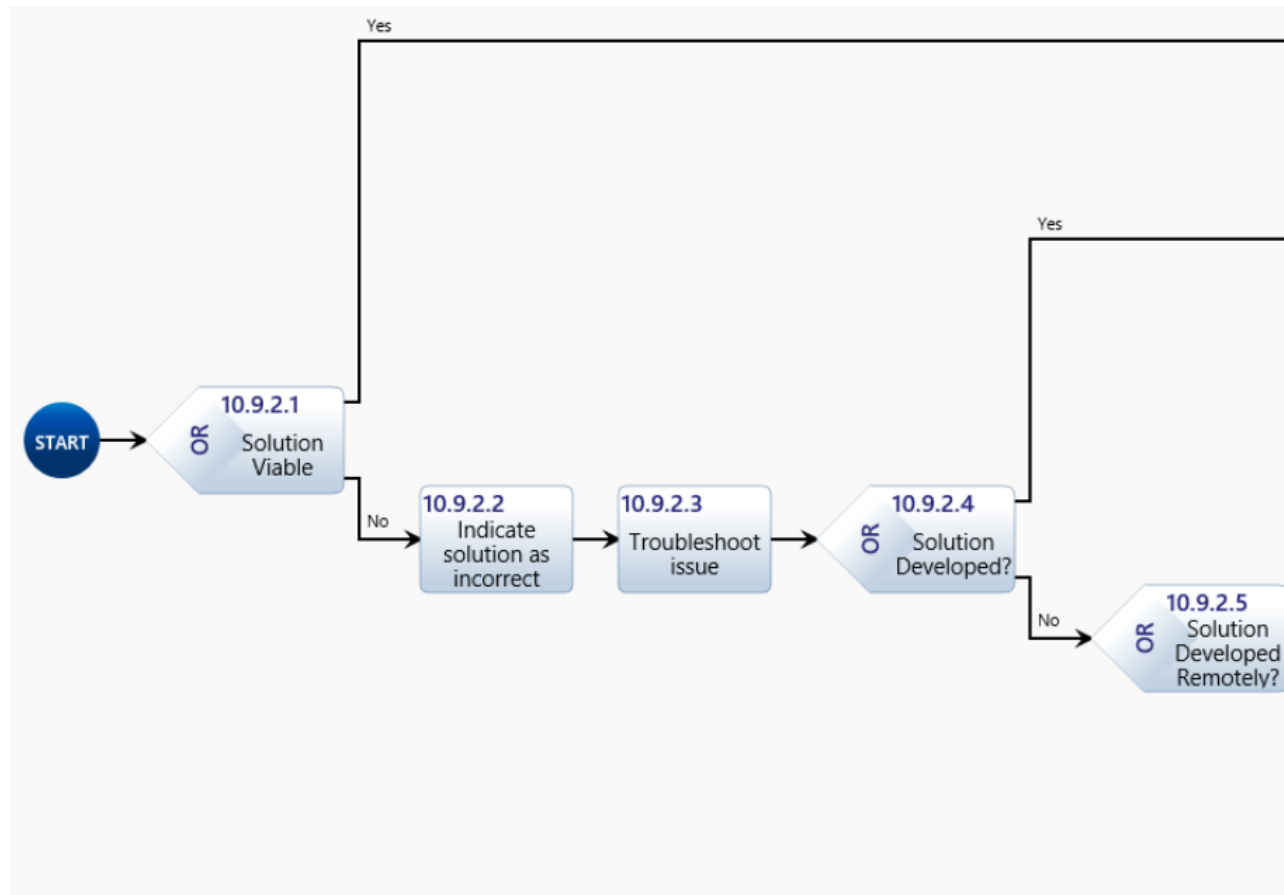 Yes
Yes
START
OR
10.9.2.1
Solution
Viable
No
10.9.2.2
Indicate
solution as
incorrect
10.9.2.3
Troubleshoot
issue
OR
10.9.2.4
Solution
Developed?
No
OR
10.9.2.5
Solution
Developed
Remotely?